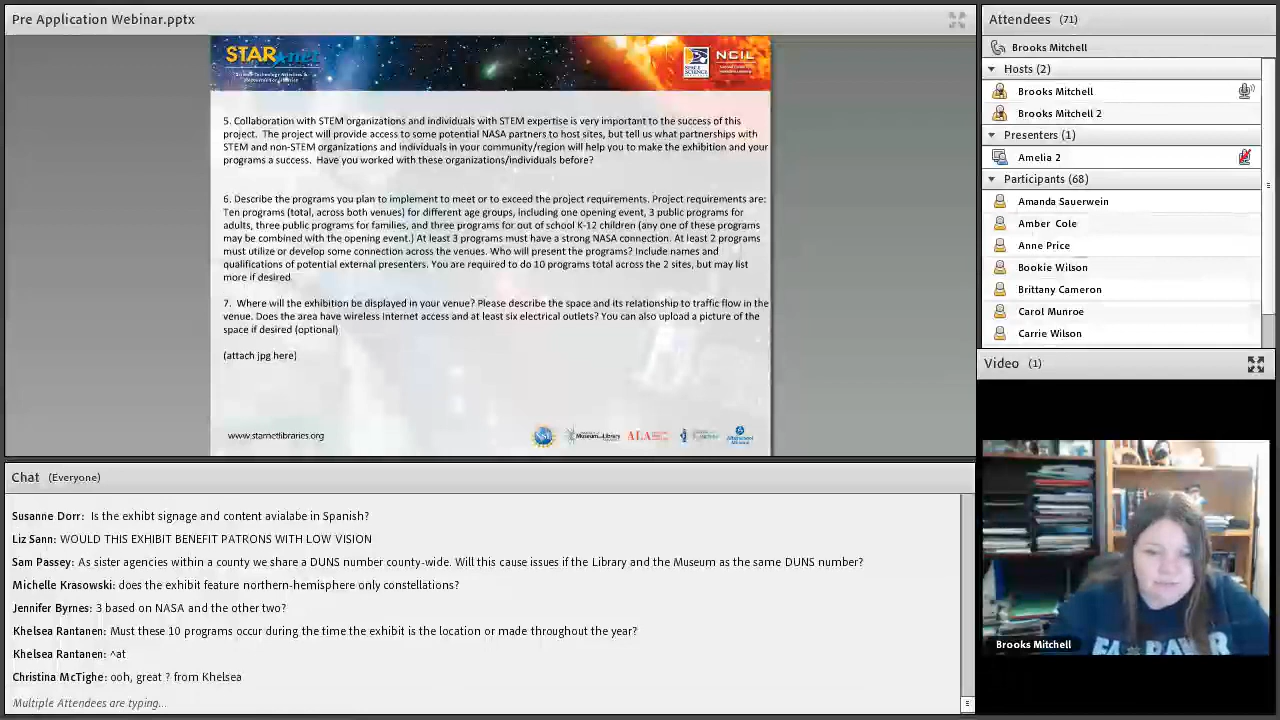 Pre Application Webinar.pptx
STAR
SPACE
SCIENCE
NCIL
5. Collaboration with STEM organizations and individuals with STEM expertise is very important to the success of this
project. The project will provide access to some potential NASA partners to host sites, but tell us what partnerships with
STEM and non-STEM organizations and individuals in your community/region will help you to make the exhibition and your
programs a success. Have you worked with these organizations/individuals before?
6. Describe the programs you plan to implement to meet or to exceed the project requirements. Project requirements are:
Ten programs (total, across both venues) for different age groups, including one opening event, 3 public programs for
adults, three public programs for families, and three programs for out of school K-12 children (any one of these programs
may be combined with the opening event.) At least 3 programs must have a strong NASA connection. At least 2 programs
must utilize or develop some connection across the venues. Who will present the programs? Include names and
qualifications of potential external presenters. You are required to do 10 programs total across the 2 sites, but may list
more if desired
7. Where will the exhibition be displayed in your venue? Please describe the space and its relationship to traffic flow in the
venue. Does the area have wireless Internet access and at least six electrical outlets? You can also upload a picture of the
space if desired (optional)
(attach jpg here)
www.starnetlibraries.org
ALA
Chat (Everyone)
Susanne Dorr: Is the exhibt signage and content avialabe in Spanish?
Liz Sann: WOULD THIS EXHIBIT BENEFIT PATRONS WITH LOW VISION
Sam Passey: As sister agencies within a county we share a DUNS number county-wide. Will this cause issues if the Library and the Museum as the same DUNS number?
Michelle Krasowski: does the exhibit feature northern-hemisphere only constellations?
Jennifer Byrnes: 3 based on NASA and the other two?
Khelsea Rantanen: Must these 10 programs occur during the time the exhibit is the location or made throughout the year?
Khelsea Rantanen: ^at
Christina McTighe: ooh, great ? from Khelsea
Multiple Attendees are typing...
Attendees (71)
Brooks Mitchell
Hosts (2)
Brooks Mitchell
Brooks Mitchell 2
Presenters (1)
Amelia 2
Participants (68)
Amanda Sauerwein
Amber Cole
Anne Price
Bookie Wilson
Brittany Cameron
Carol Munroe
Carrie Wilson
Video (1)
Brooks Mitchell